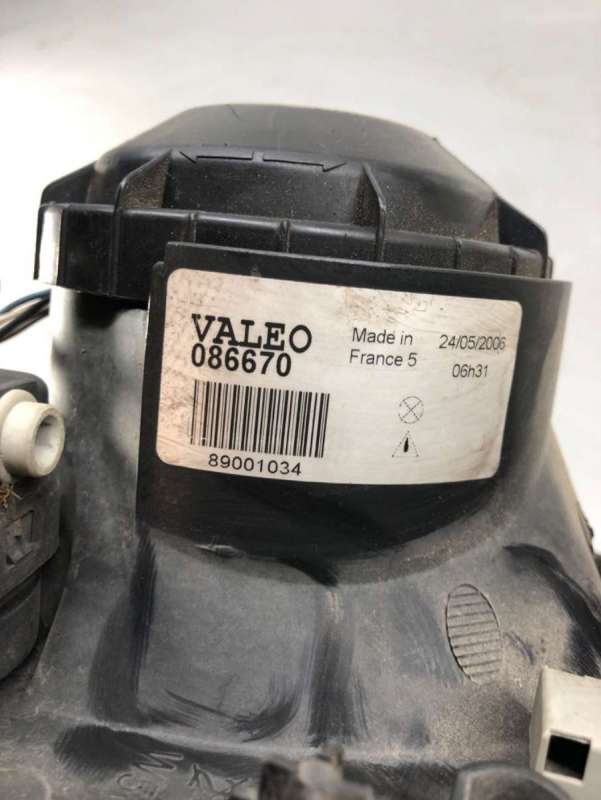 VALEO
086670
89001034
Made in
France 5
24/05/2006
06h31